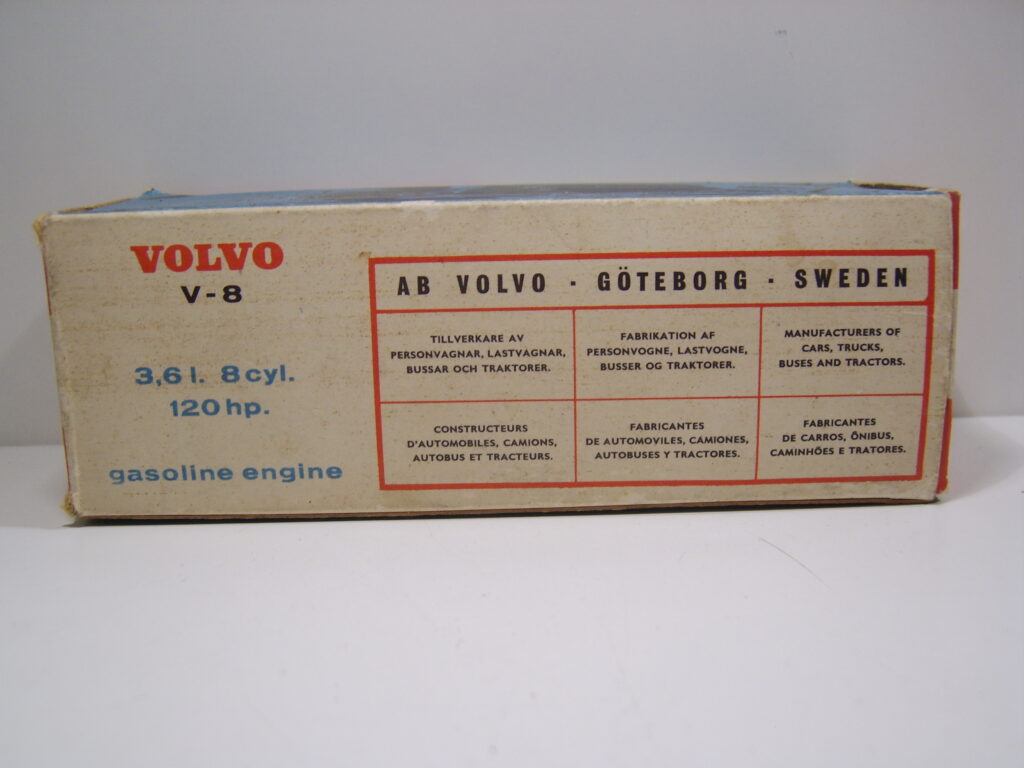 VOLVO
V-8
3,6 l. 8 cyl.
120 hp.
gasoline engine
AB VOLVO · GÖTEBORG · SWEDEN
TILLVERKARE AV
PERSONVAGNAR, LASTVAGNAR,
BUSSAR OCH TRAKTORER.
FABRIKATION AF
PERSONVOGNE, LASTVOGNE,
BUSSER OG TRAKTORER.
MANUFACTURERS OF
CARS, TRUCKS,
BUSES AND TRACTORS.
CONSTRUCTEURS
D'AUTOMOBILES, CAMIONS,
AUTOBUS ET TRACTEURS.
FABRICANTES
DE AUTOMOVILES, CAMIONES,
AUTOBUSES Y TRACTORES.
FABRICANTES
DE CARROS, ÔNIBUS,
CAMINHÕES E TRATORES.